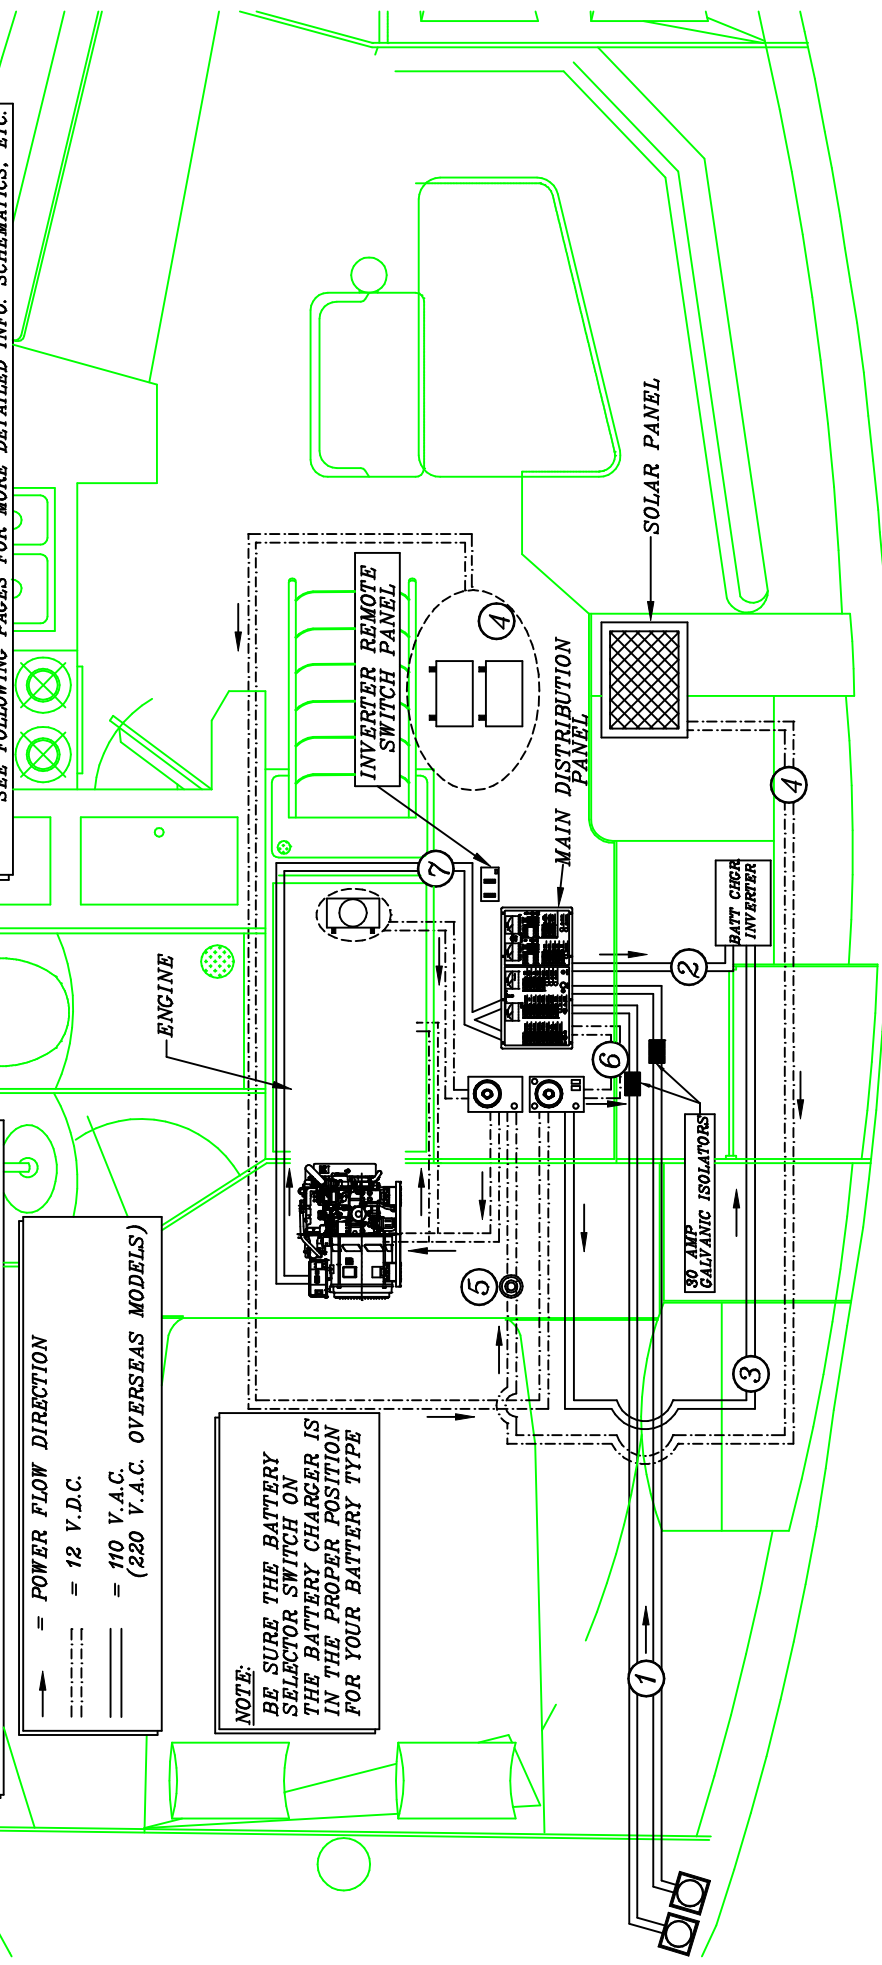 SEE FOLLOWING PAGES FOR MORE DETAILED INFO. SCHEMATICS, ETC.
= POWER FLOW DIRECTION
= 12 V.D.C.
= 110 V.A.C.
(220 V.A.C. OVERSEAS MODELS)
NOTE:
BE SURE THE BATTERY
SELECTOR SWITCH ON
THE BATTERY CHARGER IS
IN THE PROPER POSITION
FOR YOUR BATTERY TYPE
ENGINE
INVERTER REMOTE
SWITCH PANEL
4
7
MAIN DISTRIBUTION
PANEL
SOLAR PANEL
4
BATT CHGR
INVERTER
2
6
5
30 AMP
GALVANIC ISOLATORS
3
1